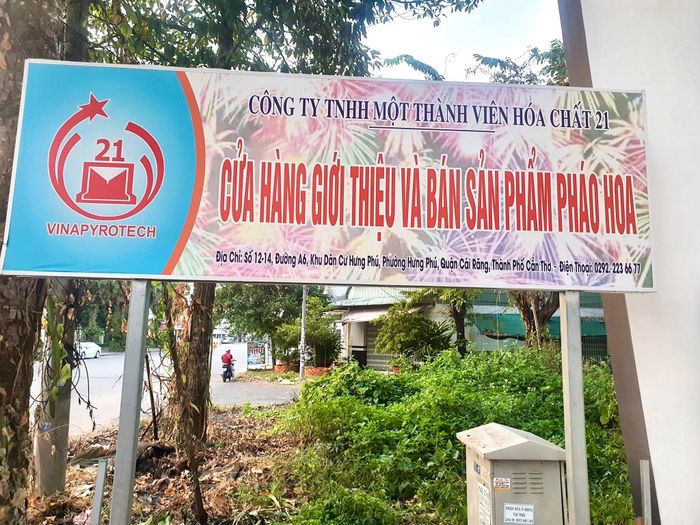 CÔNG TY TNHH MỘT THÀNH VIÊN HÓA CHẤT 21
21
VINAPYROTECH
CỬA HÀNG GIỚI THIỆU VÀ BÁN SẢN PHẨM PHÁO HOA
Địa Chỉ: Số 12-14, Đường A6, Khu Dân Cư Hưng Phú, Phường Hưng Phú, Quận Cái Răng, Thành Phố Cần Thơ - Điện Thoại: 0292. 223 66 77